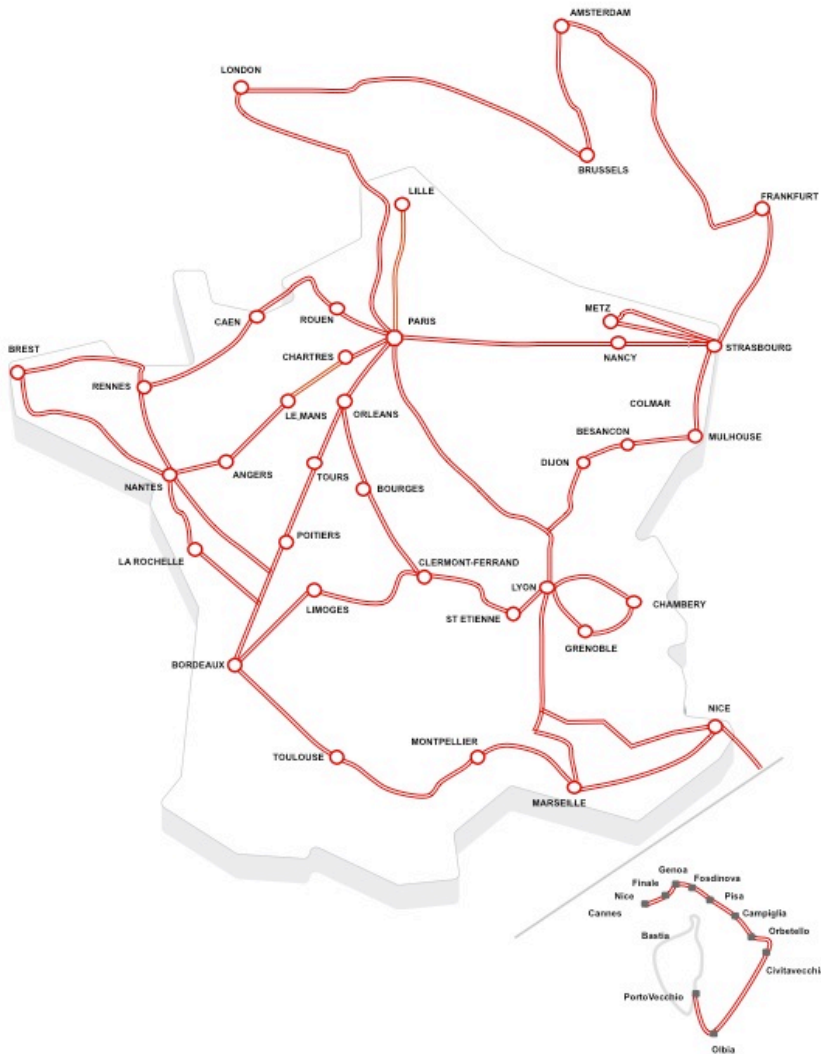 AMSTERDAM
LONDON
BRUSSELS
LILLE
FRANKFURT
METZ
CAEN
ROUEN
PARIS
BREST
CHARTRES
NANCY
STRASBOURG
RENNES
LE,MANS
ORLEANS
COLMAR
BESANCON
MULHOUSE
DIJON
ANGERS
TOURS
NANTES
BOURGES
POITIERS
LA ROCHELLE
CLERMONT-FERRAND
LYON
LIMOGES
CHAMBERY
ST ETIENNE
GRENOBLE
BORDEAUX
NICE
MONTPELLIER
TOULOUSE
MARSEILLE
Genoa
Finale
Fosdinova
Nice
Pisa
Cannes
Campiglia
Bastia
Orbetello
Civitavecchi
PortoVecchio
Olbia